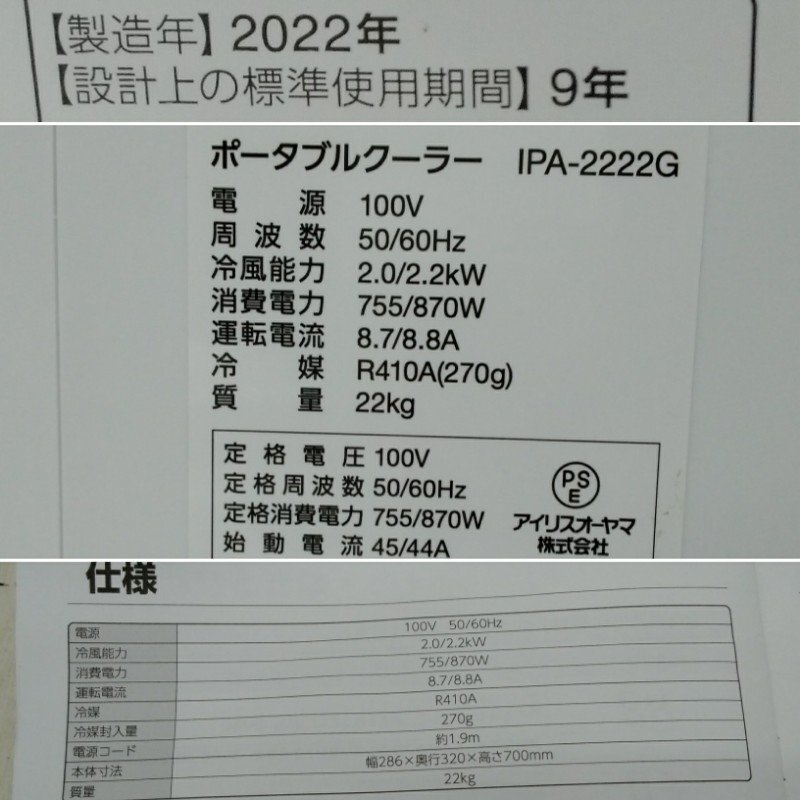 【製造年】2022年
【設計上の標準使用期間】9年
ポータブルクーラー IPA-2222G
電源 100V
周波数 50/60Hz
冷風能力 2.0/2.2kW
消費電力 755/870W
運転電流 8.7/8.8A
冷媒 R410A(270g)
質量 22kg
定格電圧 100V
定格周波数 50/60Hz
定格消費電力 755/870W
始動電流 45/44A
PS
E
アイリスオーヤマ
株式会社
仕様
電源 100V 50/60Hz
冷風能力 2.0/2.2kW
消費電力 755/870W
運転電流 8.7/8.8A
冷媒 R410A
冷媒封入量 270g
電源コード 約1.9m
本体寸法 幅286×奥行320×高さ700mm
質量 22kg